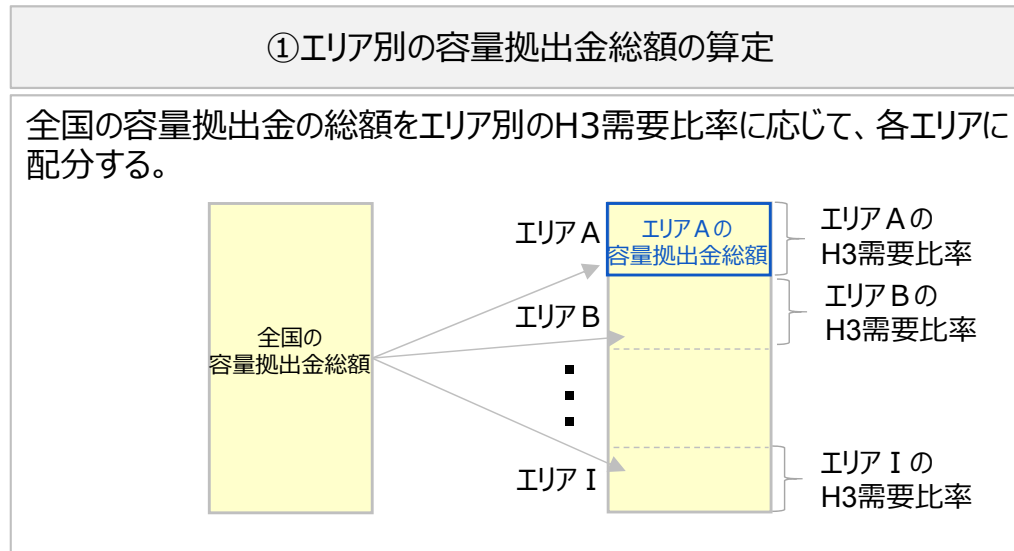 ①エリア別の容量拠出金総額の算定
全国の容量拠出金の総額をエリア別のH3需要比率に応じて、各エリアに
配分する。
全国の
容量拠出金総額
エリアA
エリアB
エリアI
エリアAの
容量拠出金総額
エリアAの
H3需要比率
エリアBの
H3需要比率
エリアIの
H3需要比率